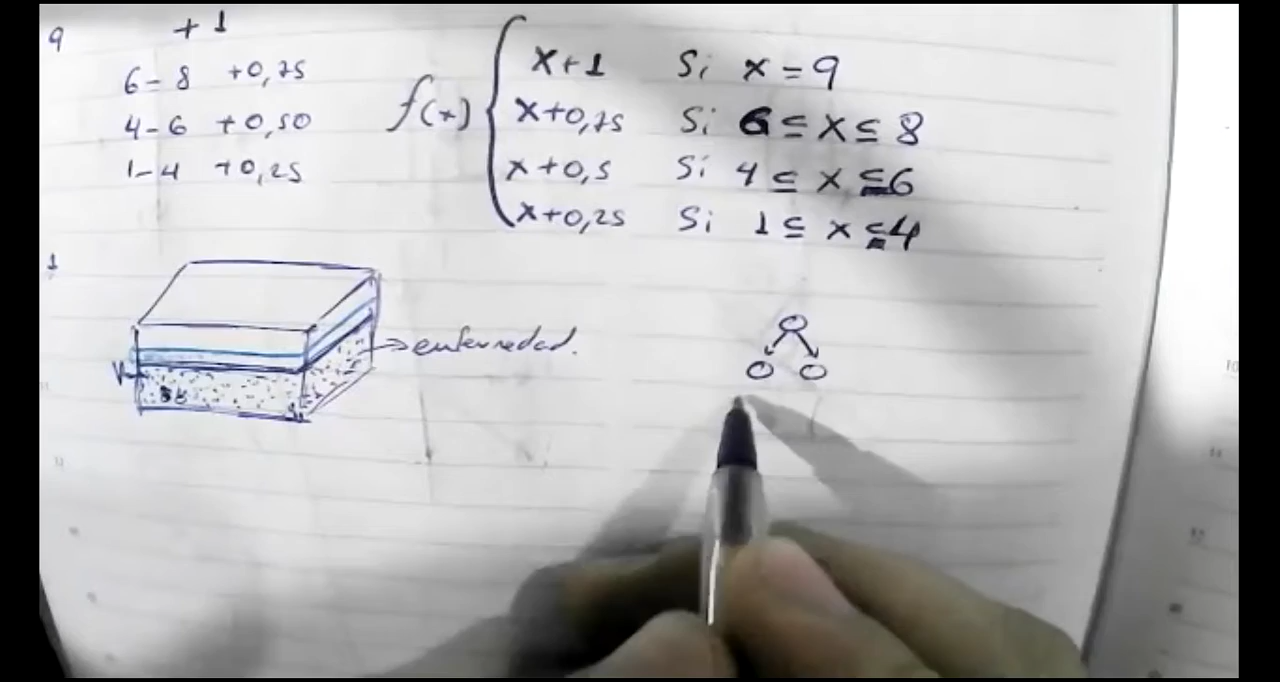 9 +1
6-8 +0,75
4-6 +0,50
1-4 +0,25
f(x) { x+1 Si x=9
x+0,75 Si 6≤x≤8
x+0,5 Si 4≤x≤6
x+0,25 Si 1≤x≤4
1
enfermedad.